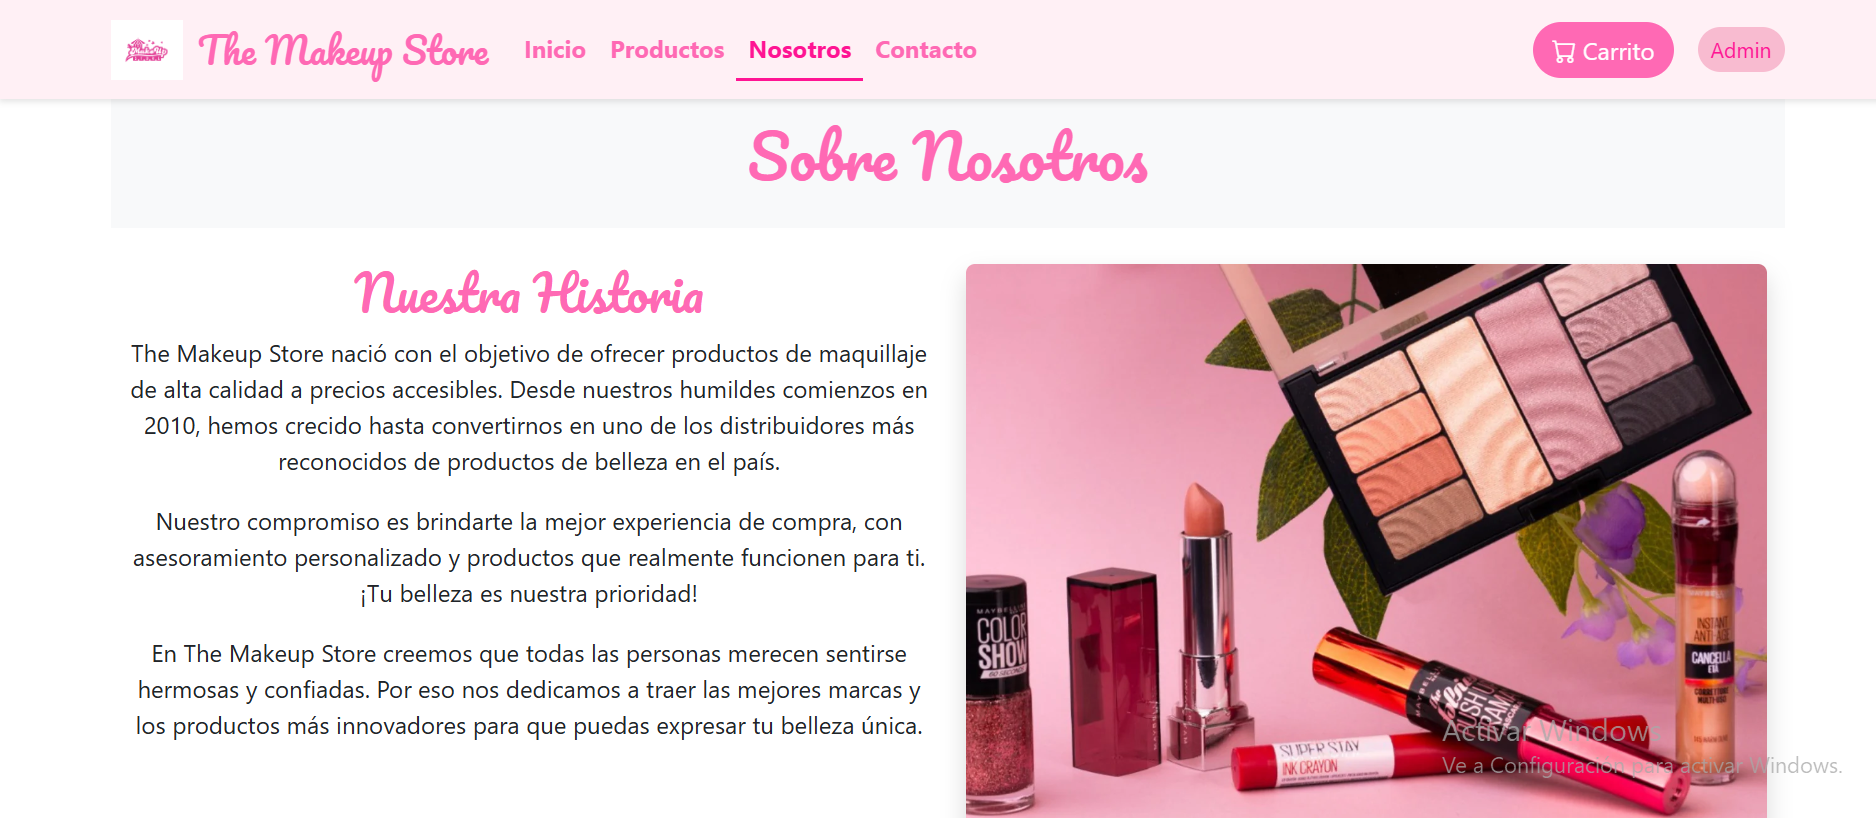 The Makeup Store
Inicio
Productos
Nosotros
Contacto
Carrito
Admin
Sobre Nosotros
Nuestra Historia
The Makeup Store nació con el objetivo de ofrecer productos de maquillaje
de alta calidad a precios accesibles. Desde nuestros humildes comienzos en
2010, hemos crecido hasta convertirnos en uno de los distribuidores más
reconocidos de productos de belleza en el país.
Nuestro compromiso es brindarte la mejor experiencia de compra, con
asesoramiento personalizado y productos que realmente funcionen para ti.
¡Tu belleza es nuestra prioridad!
En The Makeup Store creemos que todas las personas merecen sentirse
hermosas y confiadas. Por eso nos dedicamos a traer las mejores marcas y
los productos más innovadores para que puedas expresar tu belleza única.
COLOR
SHOW
60 SECONDS
SUPER STAY
INK CRAYON
INSTANT
ANTI-AGE
CANCELLA
ETÀ
CORRETTORE
MULTI-USO
Activar Windows
Ve a Configuración para activar Windows.